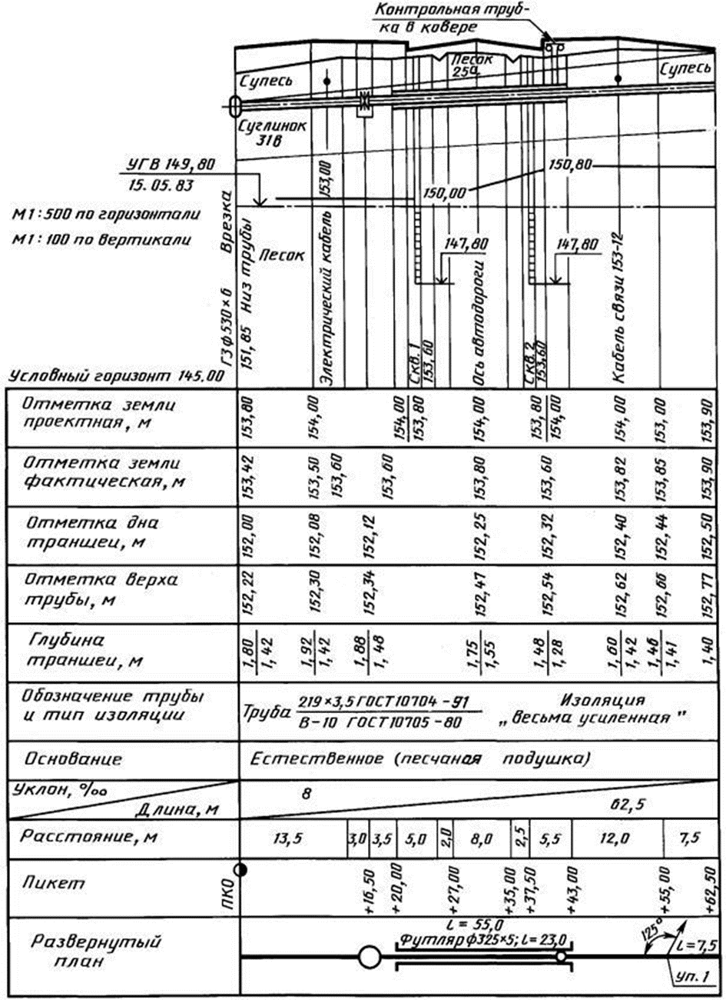 Контрольная труб-
ка в ковере
Песок
25а
Супесь
Супесь
Суглинок
31в
УГВ 149,80
15.05.83
153,00
150,80
150,00
М1:500 по горизонтали
М1:100 по вертикали
147,80
147,80
Песок
Врезка
ГЗф530×6
151,85 Низ трубы
Электрический кабель
Скв.1
153,60
Ось автодороги
Скв.2
153,60
Кабель связи 153-12
Условный горизонт 145.00
Отметка земли
проектная, м
153,80
154,00
154,00
153,80
154,00
153,80
154,00
154,00
153,00
153,90
Отметка земли
фактическая, м
153,42
153,50
153,60
153,60
153,80
153,60
153,82
153,85
153,90
Отметка дна
траншеи, м
152,00
152,08
152,12
152,25
152,32
152,40
152,44
152,50
Отметка верха
трубы, м
152,22
152,30
152,34
152,47
152,54
152,62
152,66
152,77
Глубина
траншеи, м
1,80
1,42
1,92
1,42
1,88
1,48
1,75
1,55
1,48
1,28
1,60
1,42
1,46
1,41
1,40
Обозначение трубы
и тип изоляции
Труба 219×3,5 ГОСТ 10704-91
В-10 ГОСТ 10705-80
Изоляция
„Весьма усиленная"
Основание
Естественное (песчаная подушка)
Уклон, %о
Длина, м
8
62,5
Расстояние, м
13,5
3,0
3,5
5,0
2,0
8,0
2,5
5,5
12,0
7,5
Пикет
ПКО
+16,50
+20,00
+27,00
+35,00
+37,50
+43,00
+55,00
+62,50
Развернутый
план
l=55,0
Футляр ф325×5; l=23,0
125°
l=7,5
Уп.1